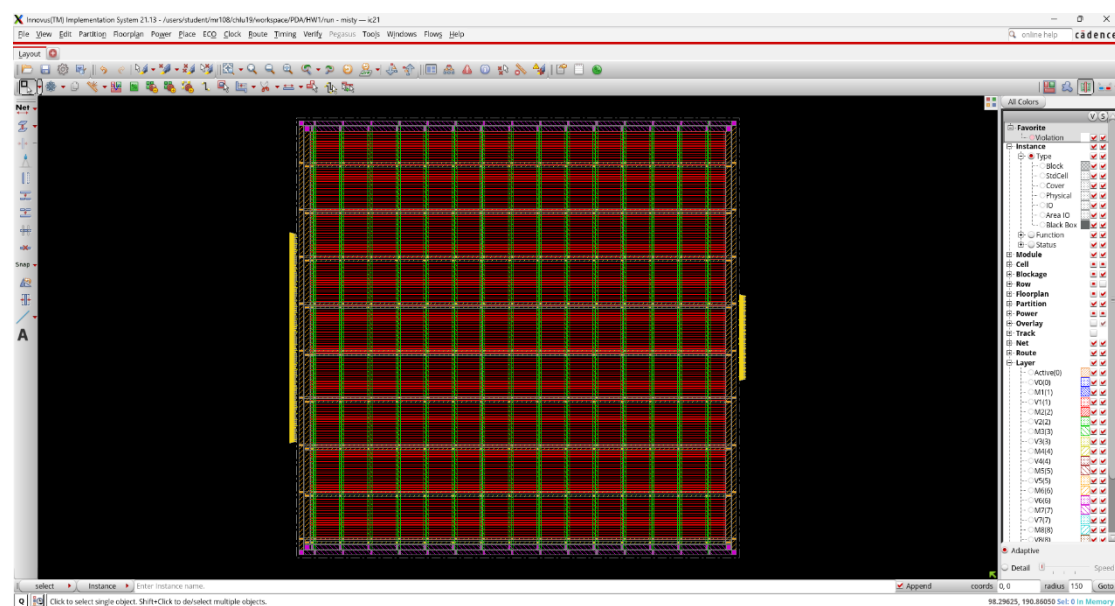 Innovus(TM) Implementation System 21.13 - /users/student/mr108/chlu19/workspace/PDA/HW1/run - misty — ic21
File View Edit Partition Floorplan Power Place ECO Clock Route Timing Verify Pegasus Tools Windows Flows Help
online help cādence
Layout
All Colors
Net
V S
Favorite
Violation
Instance
Type
Block
StdCell
Cover
Physical
IO
Area IO
Black Box
Function
Status
Module
Cell
Blockage
Row
Floorplan
Partition
Power
Overlay
Track
Net
Route
Layer
Active(0)
V0(0)
M1(1)
V1(1)
M2(2)
V2(2)
M3(3)
V3(3)
M4(4)
V4(4)
M5(5)
V5(5)
M6(6)
V6(6)
M7(7)
V7(7)
M8(8)
V8(8)
Snap
A
Adaptive
Detail Speed
select Instance Enter Instance name. Append coords 0, 0 radius 150 Goto
Q Click to select single object. Shift+Click to de/select multiple objects. 98.29625, 190.86050 Sel: 0 In Memory